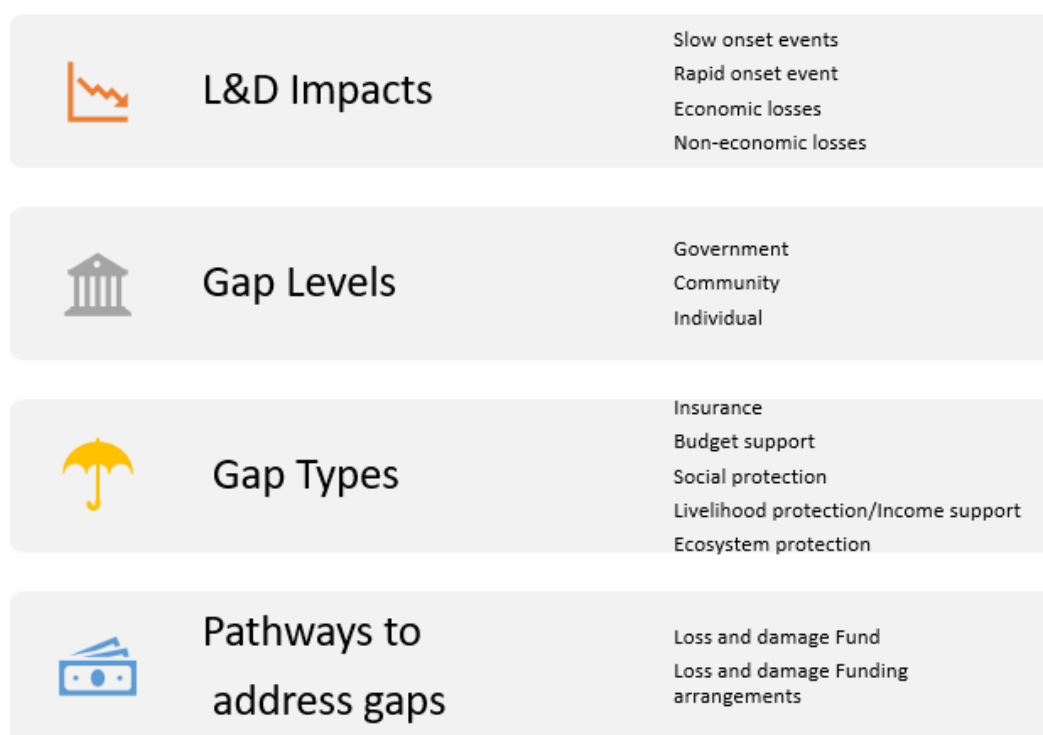 L&D Impacts
Slow onset events
Rapid onset event
Economic losses
Non-economic losses
Gap Levels
Government
Community
Individual
Gap Types
Insurance
Budget support
Social protection
Livelihood protection/Income support
Ecosystem protection
Pathways to
address gaps
Loss and damage Fund
Loss and damage Funding
arrangements